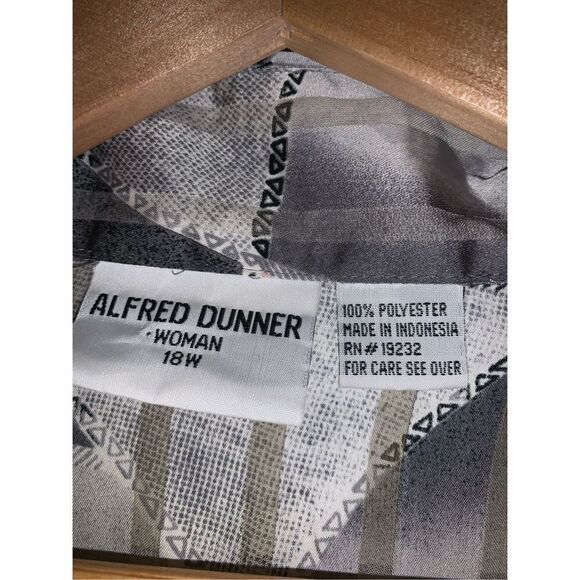 ALFRED DUNNER
WOMAN
18W
100% POLYESTER
MADE IN INDONESIA
RN# 19232
FOR CARE SEE OVER